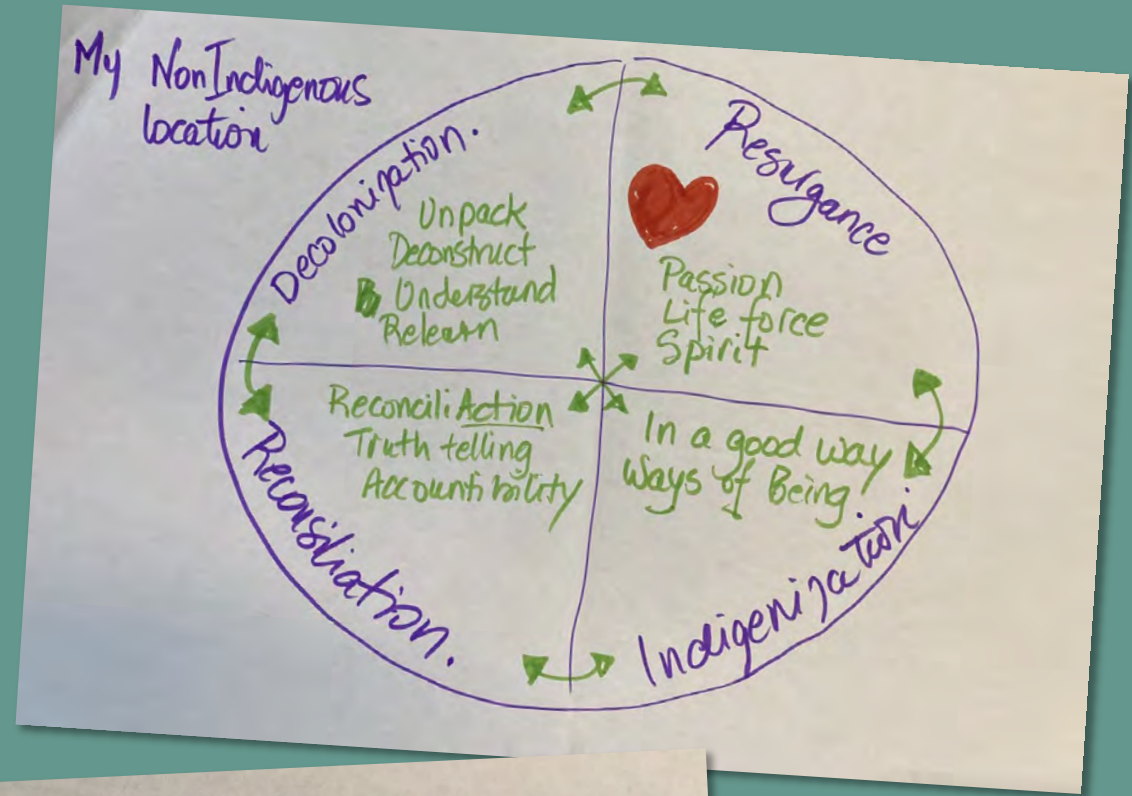 My NonIndigenous
location
Decolonization.
Unpack
Deconstruct
Understand
Relearn
Resurgance
Passion
Life force
Spirit
ReconciliAction
Truth telling
Accountibility
Reconsiliation.
In a good way
Ways of Being.
Indigenization